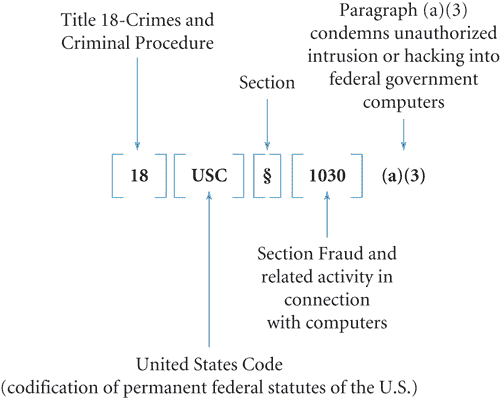 Title 18-Crimes and
Criminal Procedure
Section
Paragraph (a)(3)
condemns unauthorized
intrusion or hacking into
federal government
computers
18 USC § 1030 (a)(3)
Section Fraud and
related activity in
connection
with computers
United States Code
(codification of permanent federal statutes of the U.S.)